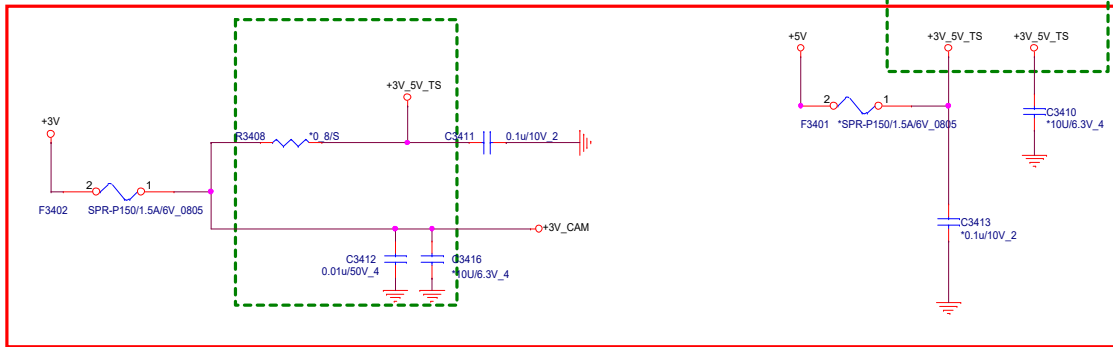 +5V
+3V_5V_TS
+3V_5V_TS
+3V_5V_TS
+3V
2
1
F3401
*SPR-P150/1.5A/6V_0805
C3410
*10U/6.3V_4
R3408
*0_8/S
C3411
0.1u/10V_2
2
1
F3402
SPR-P150/1.5A/6V_0805
+3V_CAM
C3413
*0.1u/10V_2
C3412
0.01u/50V_4
C3416
*10U/6.3V_4